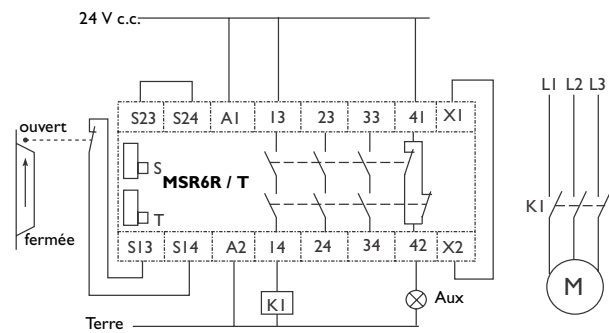 24 V c.c.
L1 L2 L3
S23 S24 A1 13 23 33 41 X1
ouvert
S
MSR6R / T
T
K1
fermée
S13 S14 A2 14 24 34 42 X2
M
K1
Aux
Terre